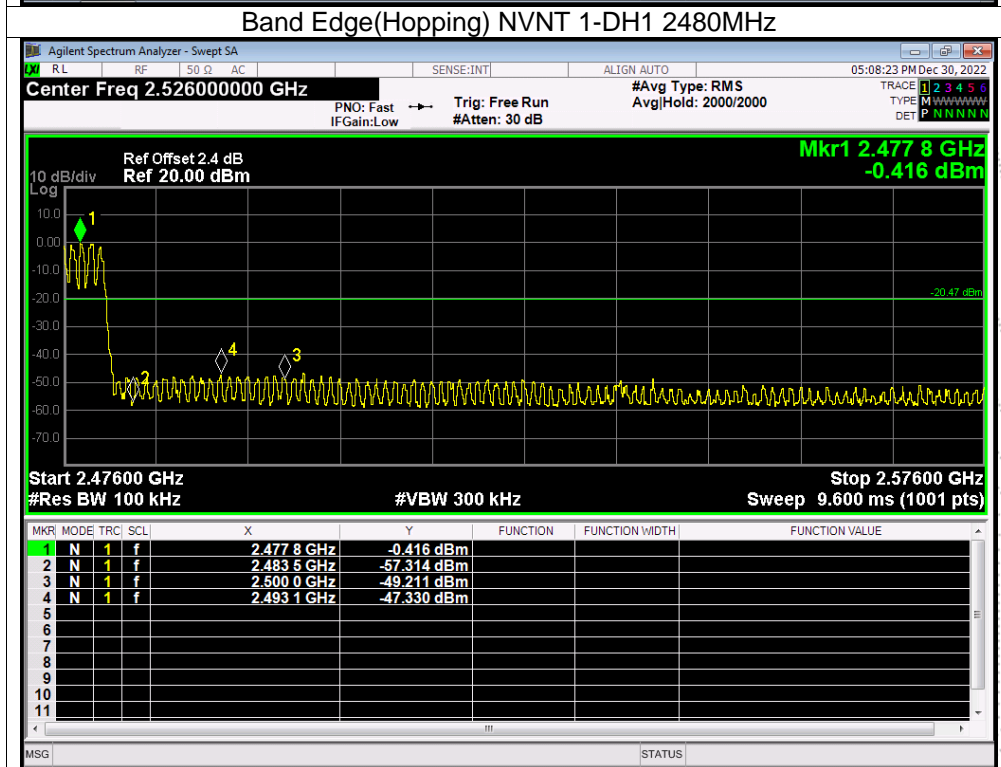 Band Edge(Hopping) NVNT 1-DH1 2480MHz
Agilent Spectrum Analyzer - Swept SA
LXI RL RF 50 Ω AC SENSE:INT ALIGN AUTO 05:08:23 PM Dec 30, 2022
Center Freq 2.526000000 GHz #Avg Type: RMS TRACE 1 2 3 4 5 6
PNO: Fast Trig: Free Run Avg|Hold: 2000/2000 TYPE M WWWWW
IFGain:Low #Atten: 30 dB DET P N N N N N
Mkr1 2.477 8 GHz
Ref Offset 2.4 dB
10 dB/div Ref 20.00 dBm -0.416 dBm
Log
10.0
1
0.00
-10.0
-20.0
-20.47 dBm
-30.0
-40.0
4
3
-50.0
2
-60.0
-70.0
Start 2.47600 GHz Stop 2.57600 GHz
#Res BW 100 kHz #VBW 300 kHz Sweep 9.600 ms (1001 pts)
MKR MODE TRC SCL X Y FUNCTION FUNCTION WIDTH FUNCTION VALUE
1 N 1 f 2.477 8 GHz -0.416 dBm
2 N 1 f 2.483 5 GHz -57.314 dBm
3 N 1 f 2.500 0 GHz -49.211 dBm
4 N 1 f 2.493 1 GHz -47.330 dBm
5
6
7
8
9
10
11
MSG STATUS